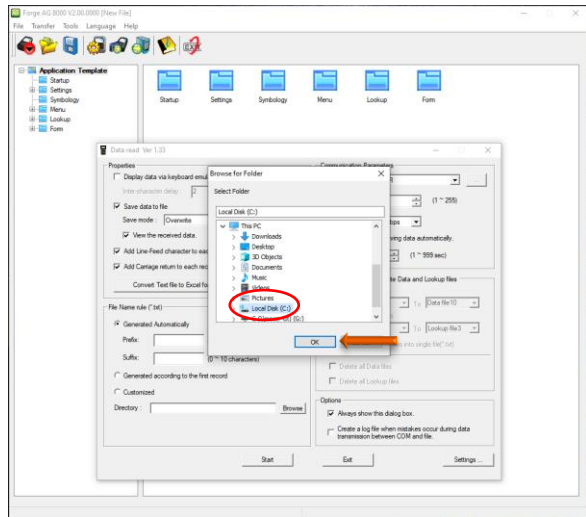 Forge AG 8000 V2.00.0000 [New File]
File Transfer Tools Language Help
Application Template
Startup
Settings
Symbology
Menu
Lookup
Form
Startup Settings Symbology Menu Lookup Form
Data read Ver 1.23
Properties
Display data via keyboard emul
Inter-character delay : 2
Save data to file
Save mode : Overwrite
View the received data.
Add Line-Feed character to eac
Add Carriage return to each rec
Convert Text file to Excel fo
File Name rule (*.txt)
Generated Automatically
Prefix:
Suffix: (0 ~ 10 characters)
Generated according to the first record
Customized
Directory : Browse
Browse for Folder
Select Folder
Local Disk (C:)
This PC
Downloads
Desktop
3D Objects
Documents
Music
Videos
Pictures
Local Disk (C:)
OK
Communication Parameters
(1 ~ 255)
bps
ving data automatically.
(1 ~ 999 sec)
te Data and Lookup files
To Data file10
To Lookup file3
into single file(*.txt)
Delete all Data files
Delete all Lookup files
Options
Always show this dialog box.
Create a log file when mistakes occur during data
transmission between COM and file.
Start Exit Settings ...